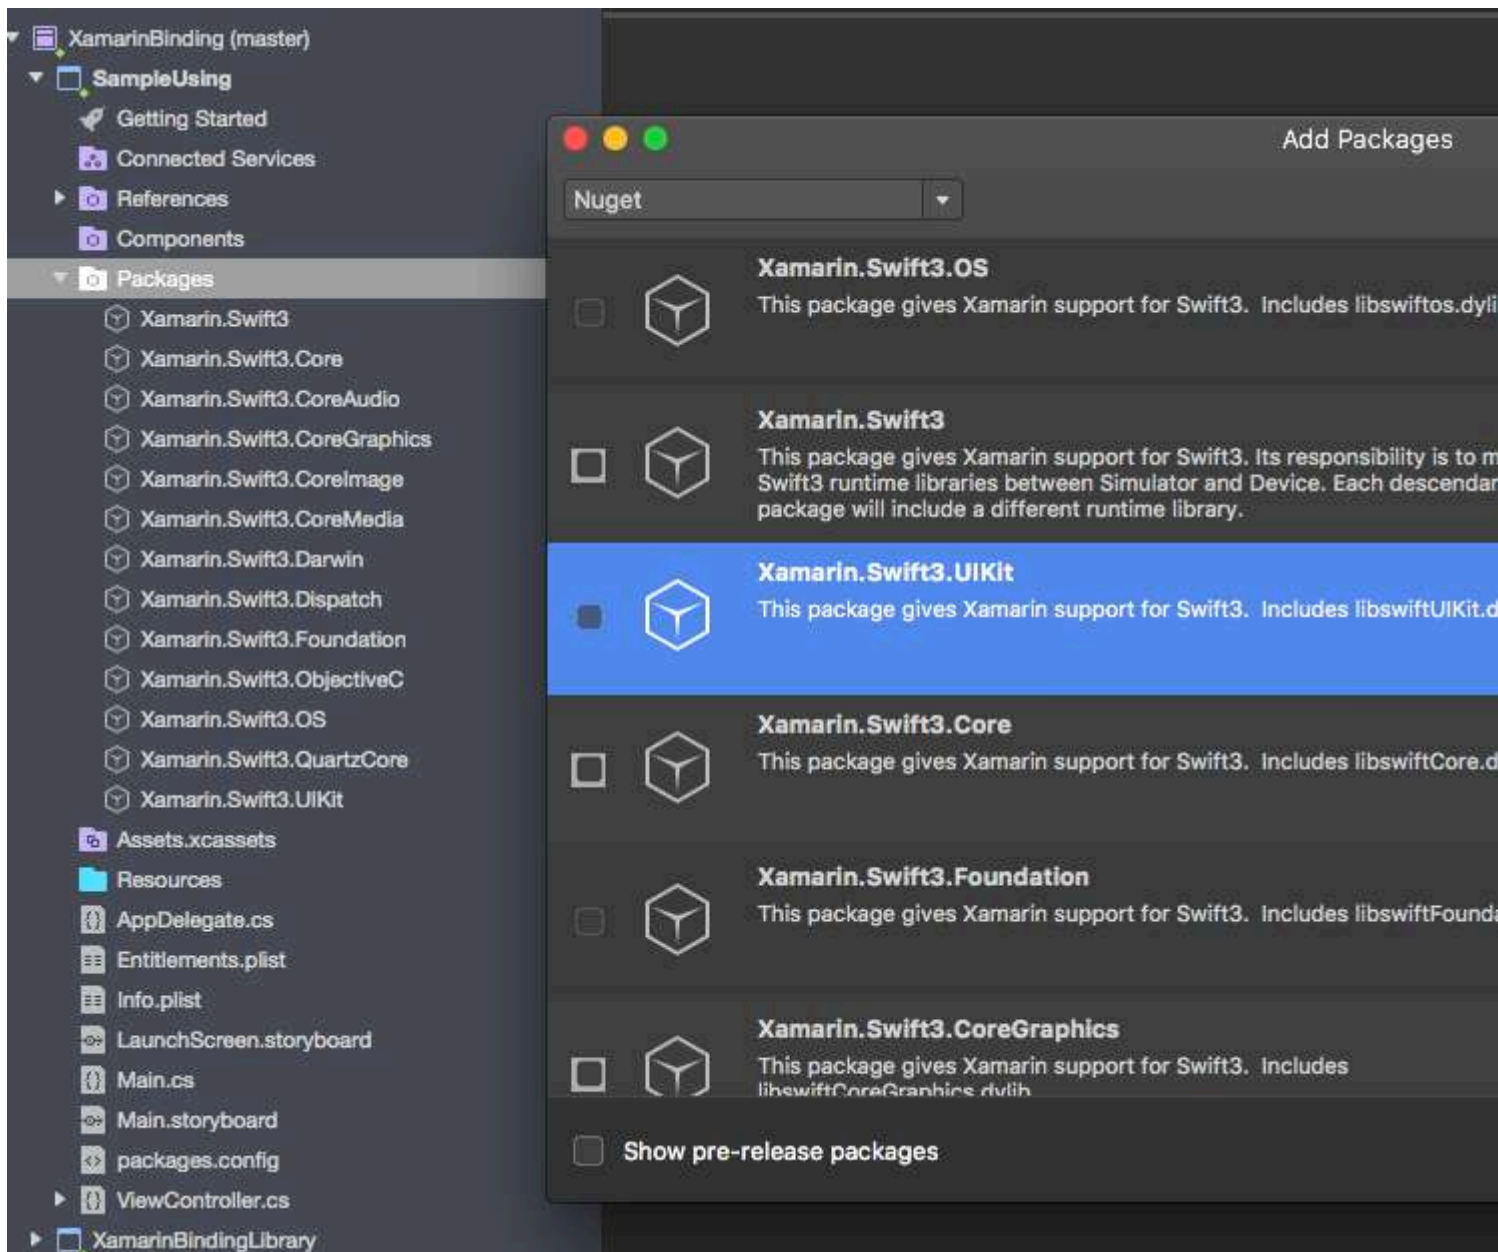 XamarinBinding (master)
SampleUsing
Getting Started
Connected Services
References
Components
Packages
Xamarin.Swift3
Xamarin.Swift3.Core
Xamarin.Swift3.CoreAudio
Xamarin.Swift3.CoreGraphics
Xamarin.Swift3.CoreImage
Xamarin.Swift3.CoreMedia
Xamarin.Swift3.Darwin
Xamarin.Swift3.Dispatch
Xamarin.Swift3.Foundation
Xamarin.Swift3.ObjectiveC
Xamarin.Swift3.OS
Xamarin.Swift3.QuartzCore
Xamarin.Swift3.UIKit
Assets.xcassets
Resources
AppDelegate.cs
Entitlements.plist
Info.plist
LaunchScreen.storyboard
Main.cs
Main.storyboard
packages.config
ViewController.cs
XamarinBindingLibrary
Add Packages
Nuget
Xamarin.Swift3.OS
This package gives Xamarin support for Swift3. Includes libswiftos.dyli
Xamarin.Swift3
This package gives Xamarin support for Swift3. Its responsibility is to m
Swift3 runtime libraries between Simulator and Device. Each descendar
package will include a different runtime library.
Xamarin.Swift3.UIKit
This package gives Xamarin support for Swift3. Includes libswiftUIKit.d
Xamarin.Swift3.Core
This package gives Xamarin support for Swift3. Includes libswiftCore.d
Xamarin.Swift3.Foundation
This package gives Xamarin support for Swift3. Includes libswiftFounda
Xamarin.Swift3.CoreGraphics
This package gives Xamarin support for Swift3. Includes
libswiftCoreGraphics.dylib
Show pre-release packages